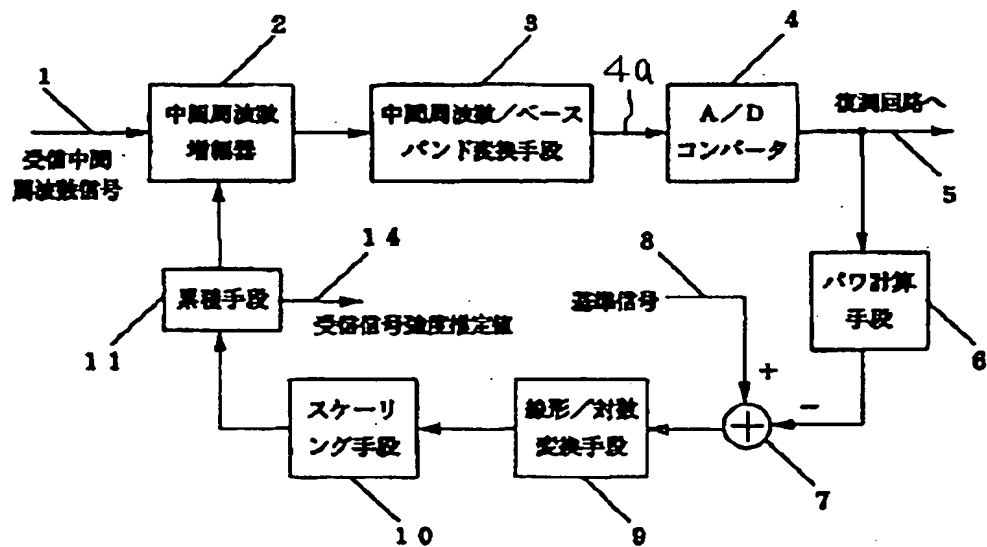 1
2
3
4
4a
受信中間
周波数信号
中間周波数
増幅器
中間周波数／ベース
バンド変換手段
A／D
コンバータ
復調回路へ
5
14
8
11
累積手段
受信信号強度推定値
基準信号
パワ計算
手段
6
+
−
スケーリ
ング手段
線形／対数
変換手段
7
10
9